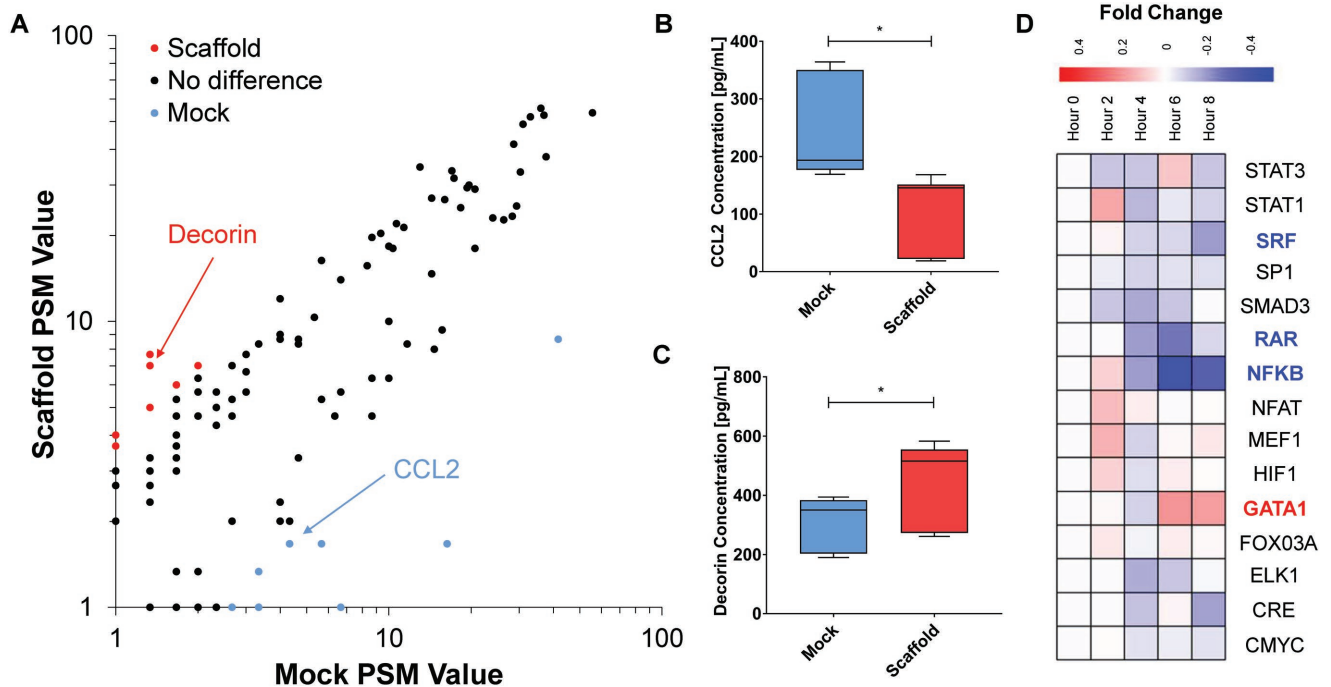 A
100
10
1
Scaffold PSM Value
Scaffold
No difference
Mock
Decorin
CCL2
1
10
100
Mock PSM Value
B
400
300
200
100
0
CCL2 Concentration [pg/mL]
*
Mock
Scaffold
C
800
600
400
200
0
Decorin Concentration [pg/mL]
*
Mock
Scaffold
D
Fold Change
0.4 0.2 0 -0.2 -0.4
Hour 0 Hour 2 Hour 4 Hour 6 Hour 8
STAT3
STAT1
SRF
SP1
SMAD3
RAR
NFKB
NFAT
MEF1
HIF1
GATA1
FOX03A
ELK1
CRE
CMYC